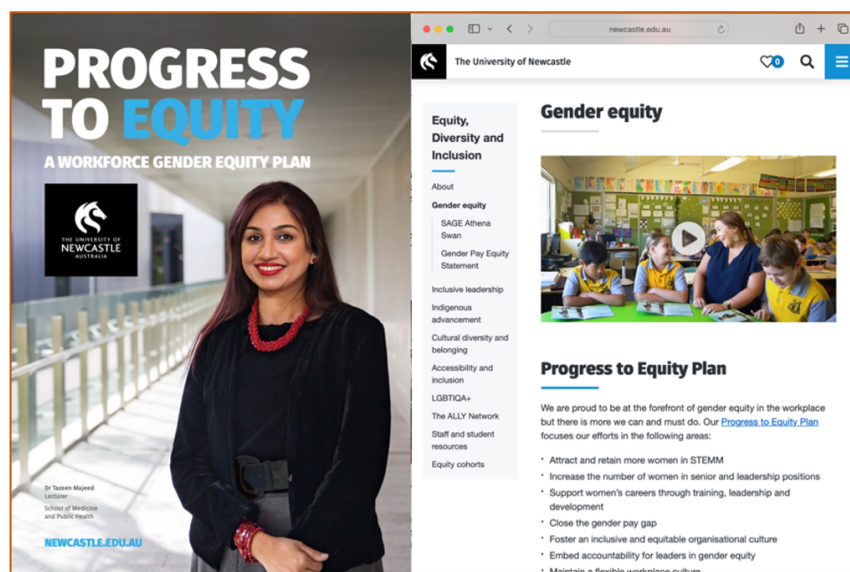 PROGRESS
TO EQUITY
A WORKFORCE GENDER EQUITY PLAN
THE UNIVERSITY OF
NEWCASTLE
AUSTRALIA
Dr Tazeen Majeed
Lecturer
School of Medicine
and Public Health
NEWCASTLE.EDU.AU
newcastle.edu.au
The University of Newcastle
0
Equity,
Diversity and
Inclusion
About
Gender equity
SAGE Athena
Swan
Gender Pay Equity
Statement
Inclusive leadership
Indigenous
advancement
Cultural diversity and
belonging
Accessibility and
inclusion
LGBTIQA+
The ALLY Network
Staff and student
resources
Equity cohorts
Gender equity
Progress to Equity Plan
We are proud to be at the forefront of gender equity in the workplace
but there is more we can and must do. Our Progress to Equity Plan
focuses our efforts in the following areas:
• Attract and retain more women in STEMM
• Increase the number of women in senior and leadership positions
• Support women's careers through training, leadership and
development
• Close the gender pay gap
• Foster an inclusive and equitable organisational culture
• Embed accountability for leaders in gender equity
• Maintain a flexible workplace culture